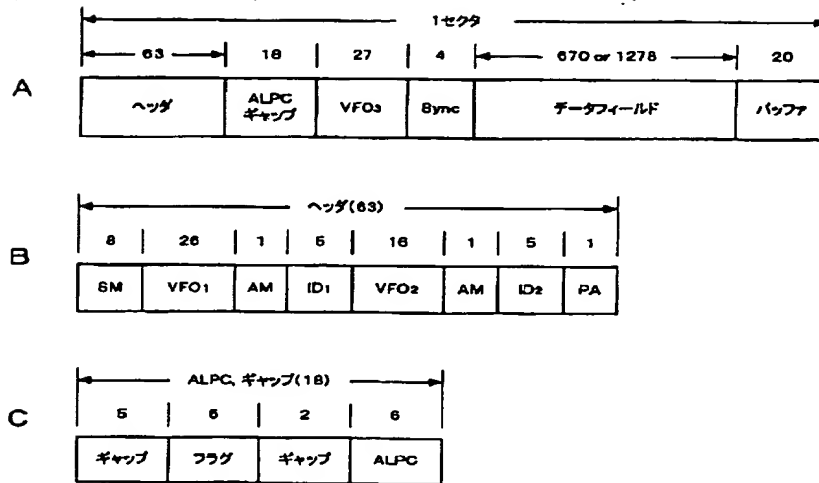 1セクタ
63 18 27 4 670 or 1278 20
A ヘッダ ALPC ギャップ VFO3 Sync データフィールド バッファ
ヘッダ(63)
8 26 1 5 16 1 5 1
B SM VFO1 AM ID1 VFO2 AM ID2 PA
ALPC, ギャップ(18)
5 5 2 6
C ギャップ フラグ ギャップ ALPC